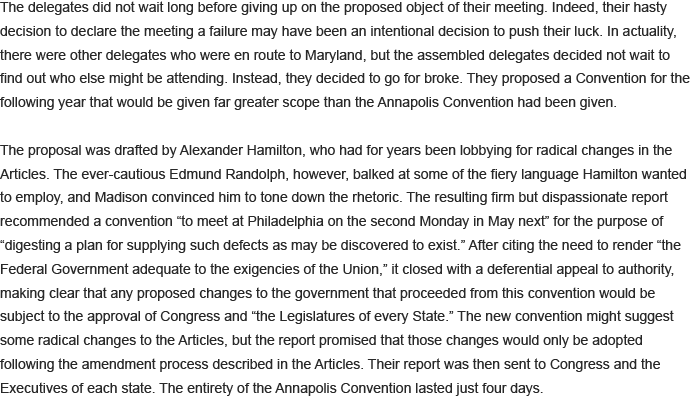 The delegates did not wait long before giving up on the proposed object of their meeting. Indeed, their hasty
decision to declare the meeting a failure may have been an intentional decision to push their luck. In actuality,
there were other delegates who were en route to Maryland, but the assembled delegates decided not wait to
find out who else might be attending. Instead, they decided to go for broke. They proposed a Convention for the
following year that would be given far greater scope than the Annapolis Convention had been given.
The proposal was drafted by Alexander Hamilton, who had for years been lobbying for radical changes in the
Articles. The ever-cautious Edmund Randolph, however, balked at some of the fiery language Hamilton wanted
to employ, and Madison convinced him to tone down the rhetoric. The resulting firm but dispassionate report
recommended a convention “to meet at Philadelphia on the second Monday in May next” for the purpose of
“digesting a plan for supplying such defects as may be discovered to exist.” After citing the need to render “the
Federal Government adequate to the exigencies of the Union,” it closed with a deferential appeal to authority,
making clear that any proposed changes to the government that proceeded from this convention would be
subject to the approval of Congress and “the Legislatures of every State.” The new convention might suggest
some radical changes to the Articles, but the report promised that those changes would only be adopted
following the amendment process described in the Articles. Their report was then sent to Congress and the
Executives of each state. The entirety of the Annapolis Convention lasted just four days.